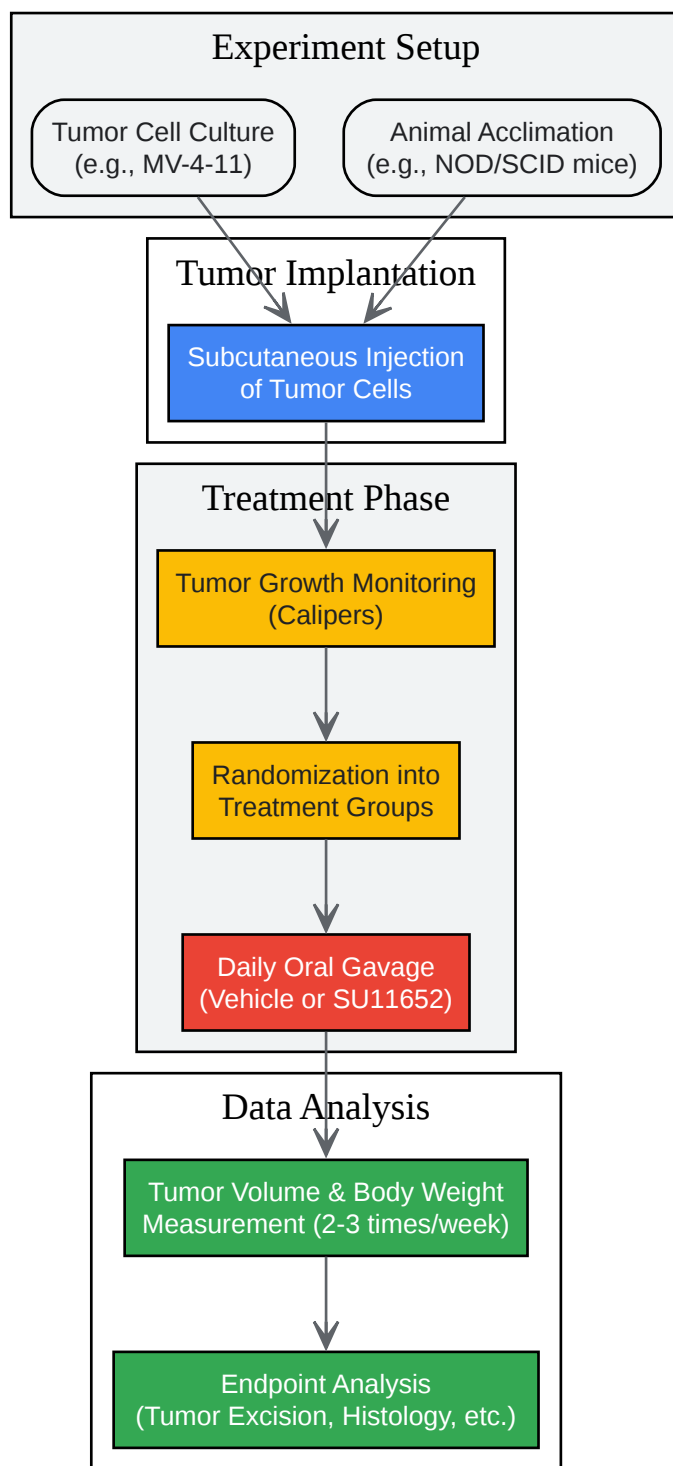 Experiment Setup
Tumor Cell Culture
(e.g., MV-4-11)
Animal Acclimation
(e.g., NOD/SCID mice)
Tumor Implantation
Subcutaneous Injection
of Tumor Cells
Treatment Phase
Tumor Growth Monitoring
(Calipers)
Randomization into
Treatment Groups
Daily Oral Gavage
(Vehicle or SU11652)
Data Analysis
Tumor Volume & Body Weight
Measurement (2-3 times/week)
Endpoint Analysis
(Tumor Excision, Histology, etc.)